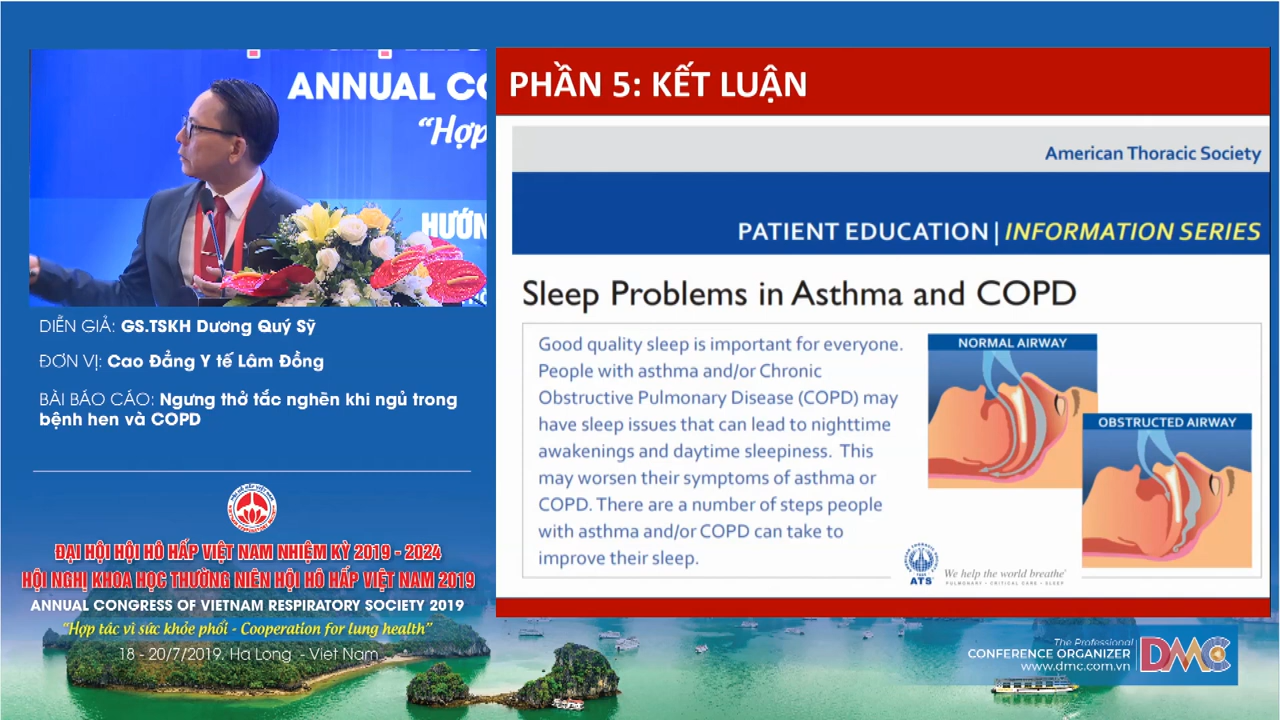 ANNUAL CO
“Hợp
HƯỚN
DIỄN GIẢ: GS.TSKH Dương Quý Sỹ
ĐƠN VỊ: Cao Đẳng Y tế Lâm Đồng
BÀI BÁO CÁO: Ngưng thở tắc nghẽn khi ngủ trong
bệnh hen và COPD
ĐẠI HỘI HỘI HÔ HẤP VIỆT NAM NHIỆM KỲ 2019 - 2024
HỘI NGHỊ KHOA HỌC THƯỜNG NIÊN HỘI HÔ HẤP VIỆT NAM 2019
ANNUAL CONGRESS OF VIETNAM RESPIRATORY SOCIETY 2019
“Hợp tác vì sức khỏe phổi - Cooperation for lung health”
18 - 20/7/2019. Ha Long - Viet Nam
PHẦN 5: KẾT LUẬN
American Thoracic Society
PATIENT EDUCATION | INFORMATION SERIES
Sleep Problems in Asthma and COPD
Good quality sleep is important for everyone.
People with asthma and/or Chronic
Obstructive Pulmonary Disease (COPD) may
have sleep issues that can lead to nighttime
awakenings and daytime sleepiness. This
may worsen their symptoms of asthma or
COPD. There are a number of steps people
with asthma and/or COPD can take to
improve their sleep.
NORMAL AIRWAY
OBSTRUCTED AIRWAY
ATS
We help the world breathe
PULMONARY • CRITICAL CARE • SLEEP
The Professional
CONFERENCE ORGANIZER
www.dmc.com.vn
DMC